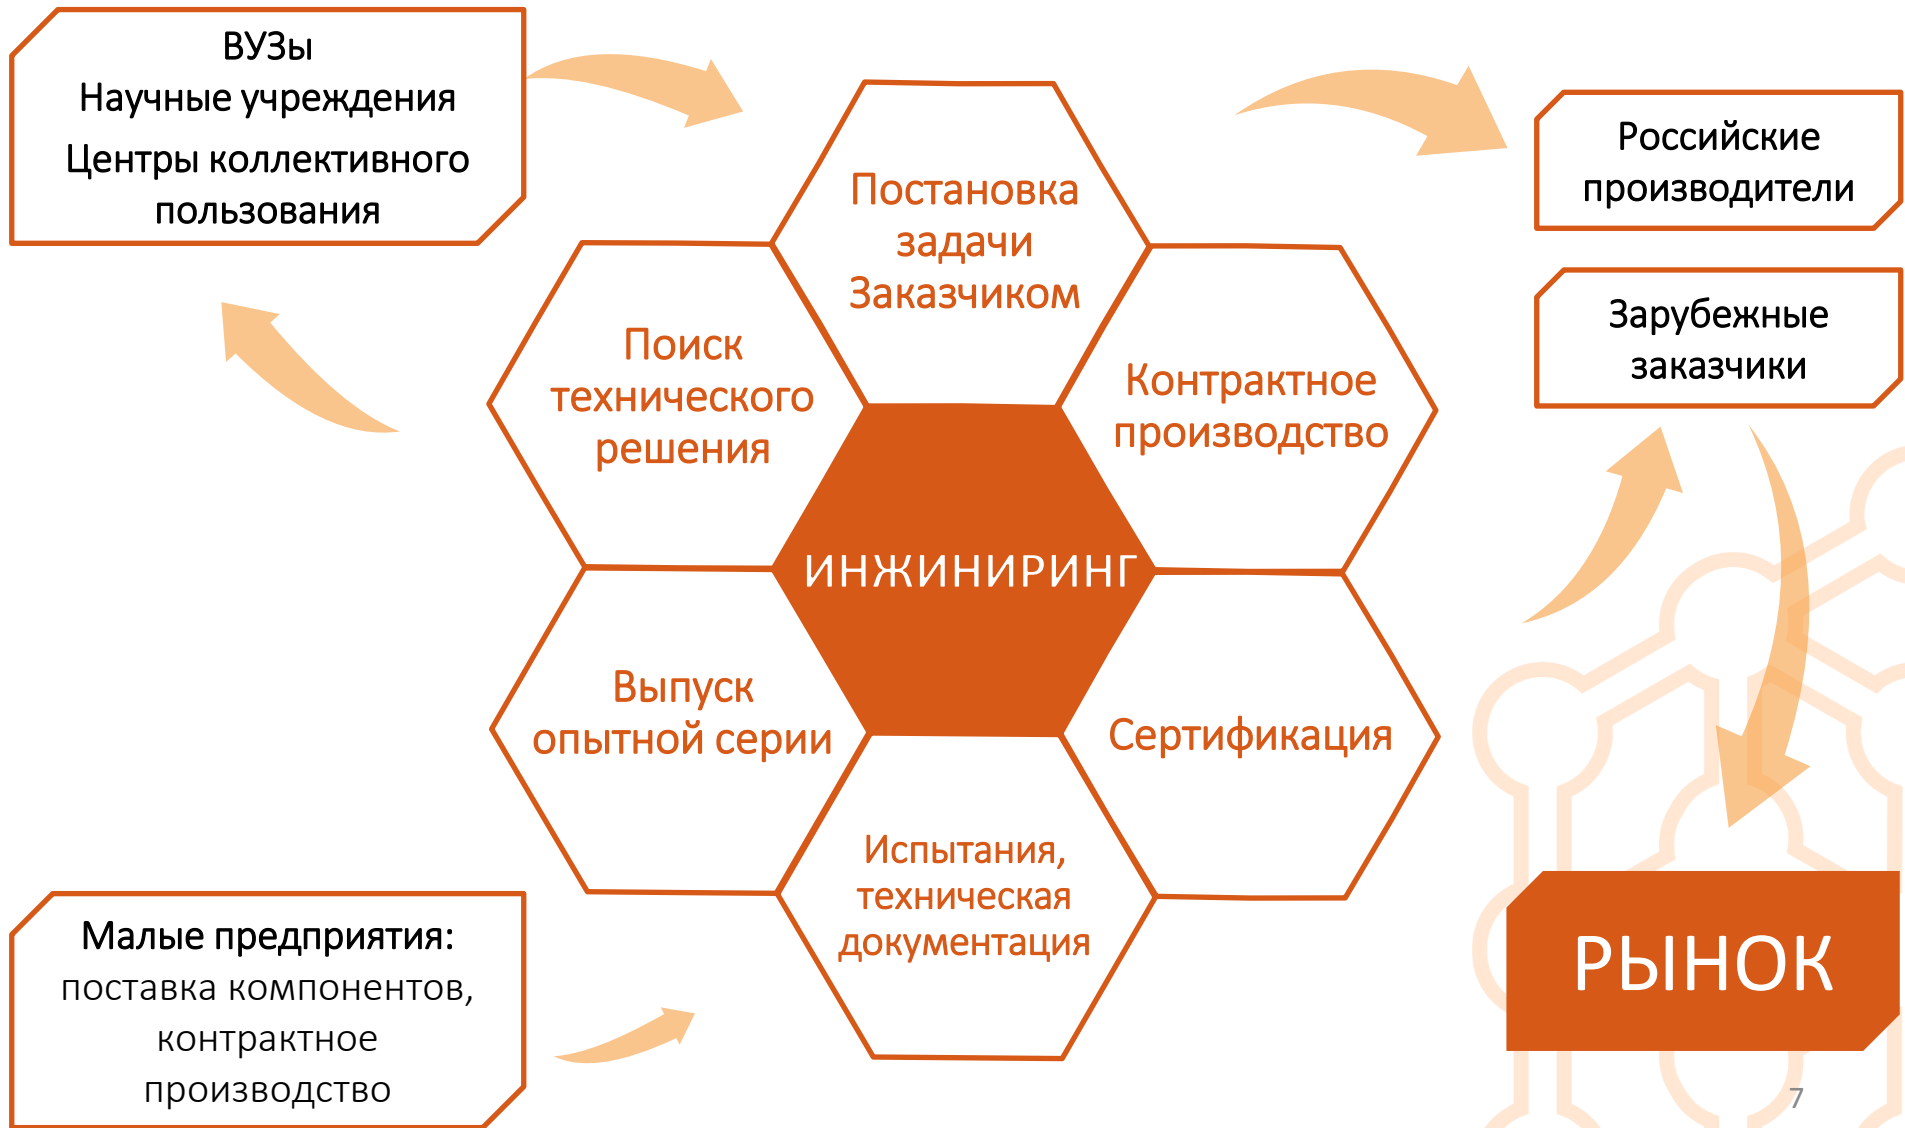 ВУЗы
Научные учреждения
Центры коллективного
пользования
Постановка
задачи
Заказчиком
Российские
производители
Зарубежные
заказчики
Поиск
технического
решения
Контрактное
производство
ИНЖИНИРИНГ
Выпуск
опытной серии
Сертификация
Испытания,
техническая
документация
Малые предприятия:
поставка компонентов,
контрактное
производство
РЫНОК
7